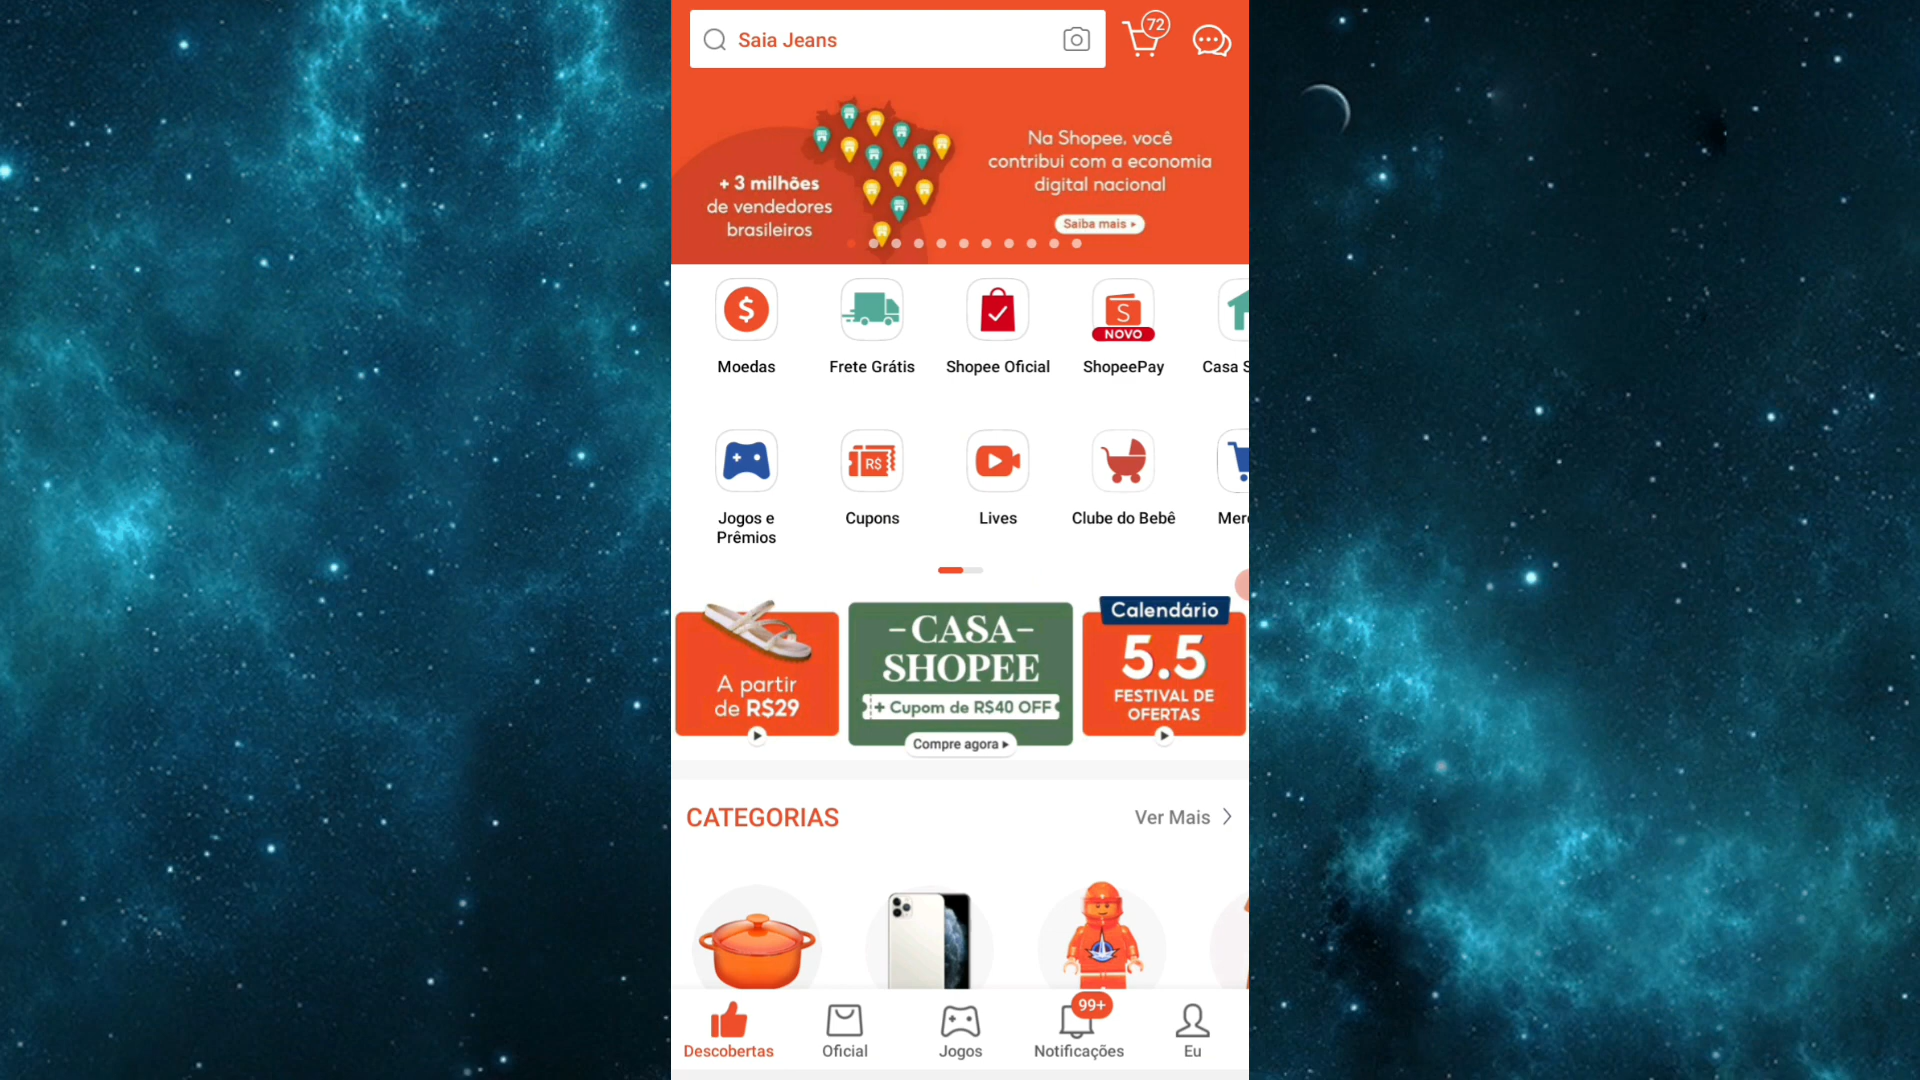 Saia Jeans
72
+ 3 milhões
de vendedores
brasileiros
Na Shopee, você
contribui com a economia
digital nacional
Saiba mais
$
Moedas
Frete Grátis
Shopee Oficial
S
NOVO
ShopeePay
Casa S
Jogos e
Prêmios
R$
Cupons
Lives
Clube do Bebê
Merc
A partir
de R$29
-CASA-
SHOPEE
+ Cupom de R$40 OFF
Compre agora
Calendário
5.5
FESTIVAL DE
OFERTAS
CATEGORIAS
Ver Mais
Descobertas
Oficial
Jogos
99+
Notificações
Eu